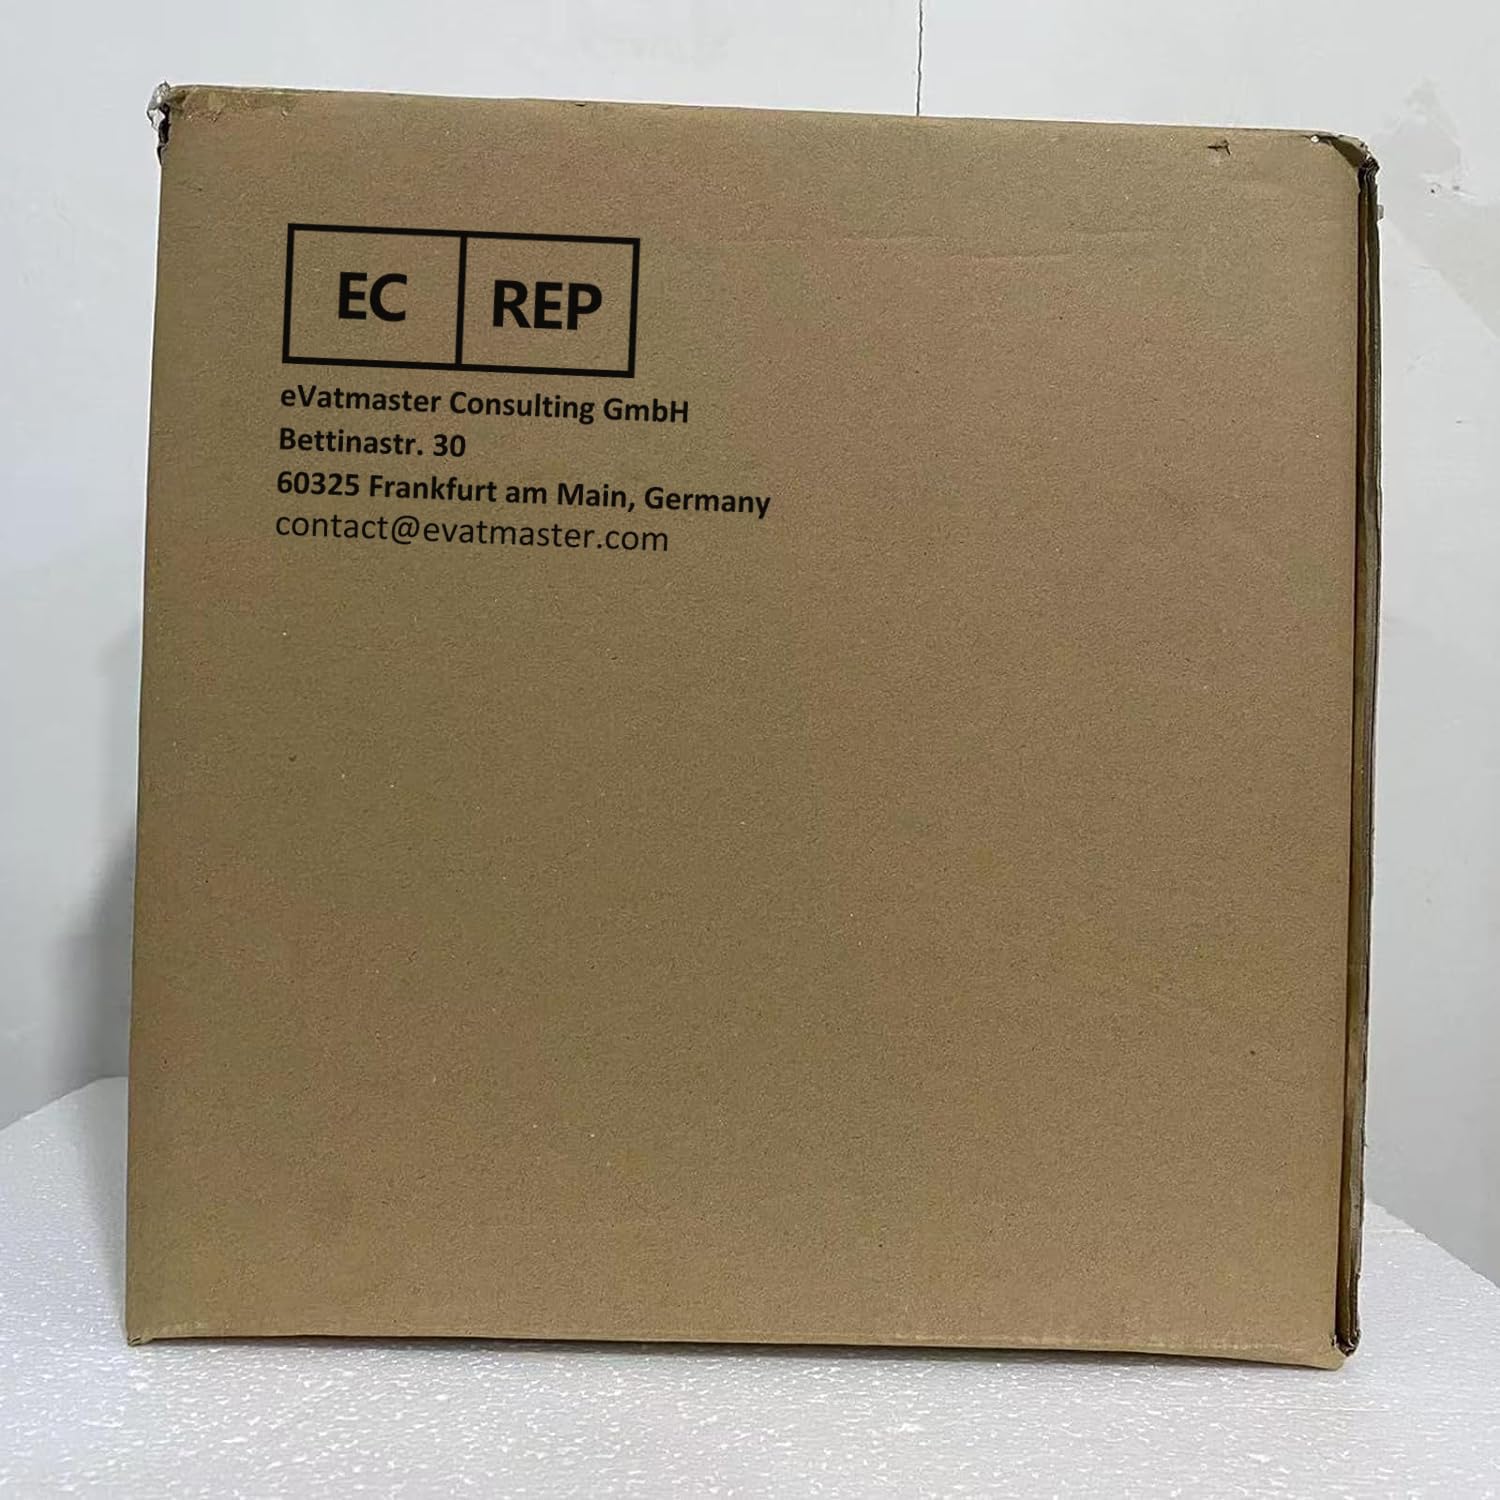 EC REP
eVatmaster Consulting GmbH
Bettinastr. 30
60325 Frankfurt am Main, Germany
contact@evatmaster.com